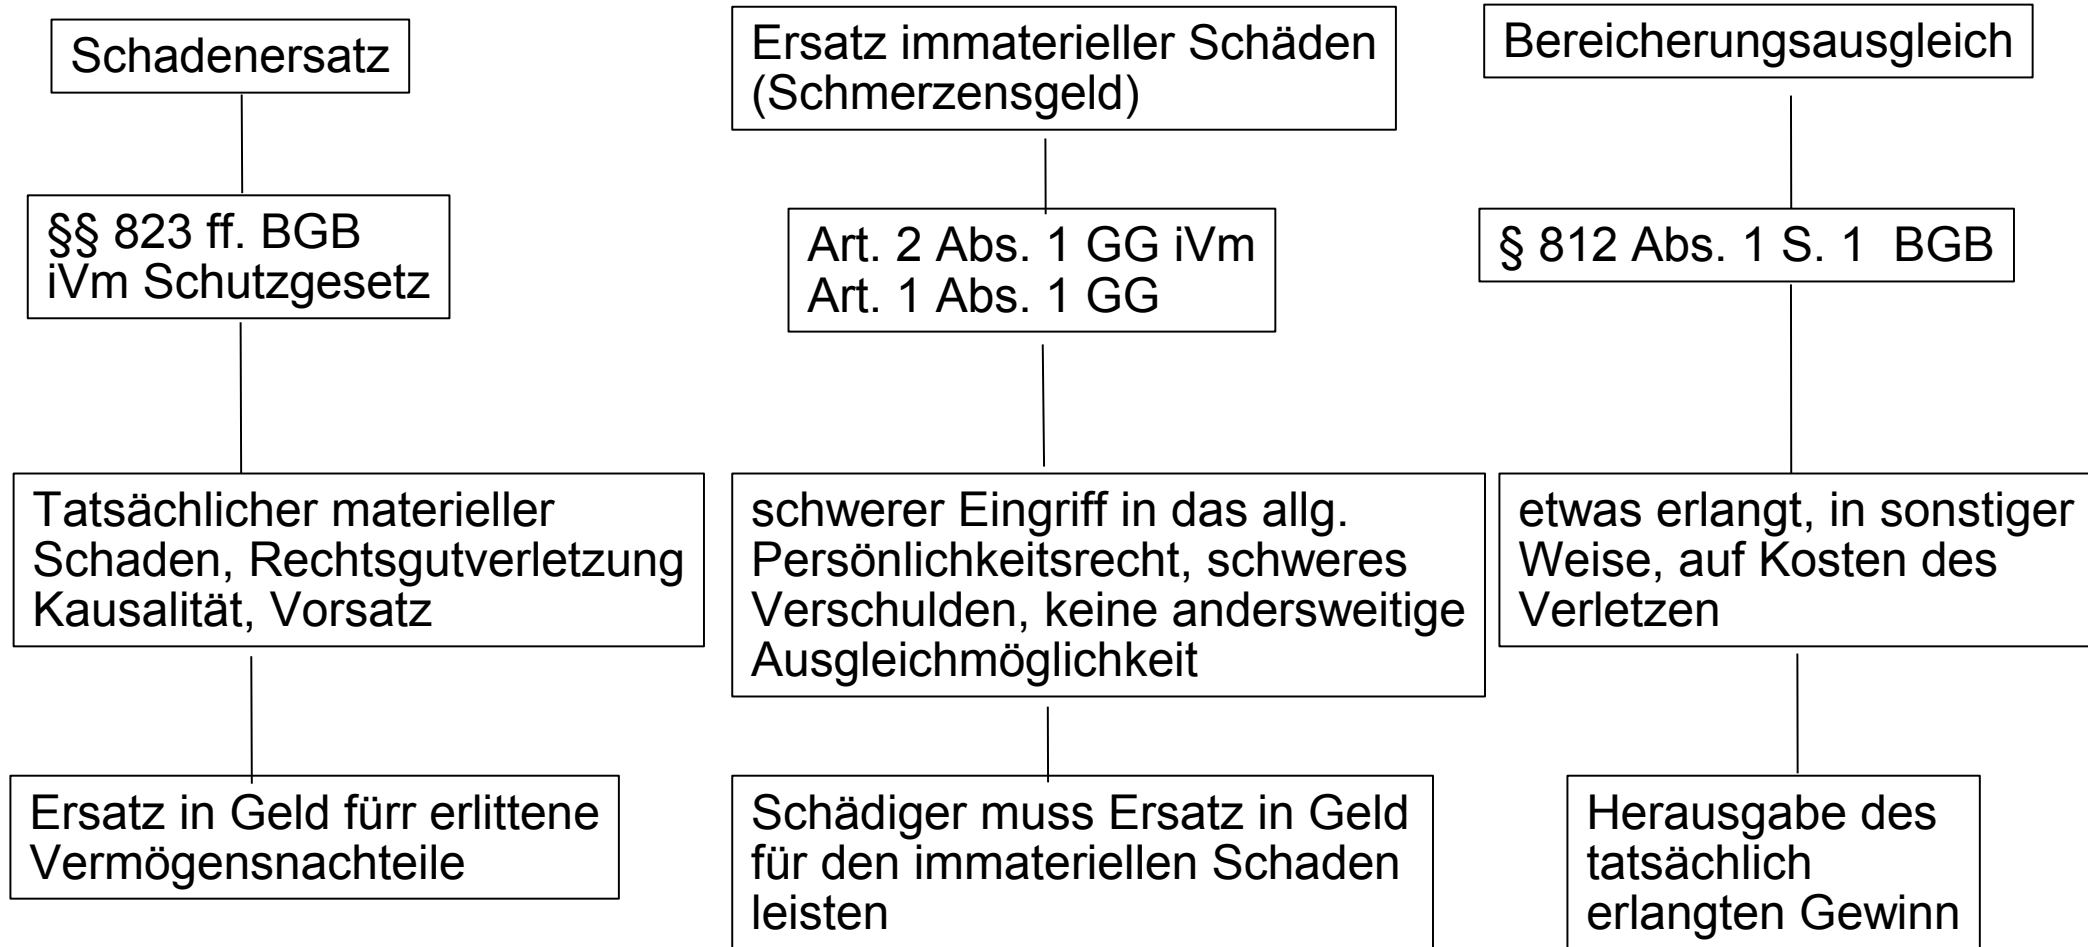 Schadenersatz
§§ 823 ff. BGB
iVm Schutzgesetz
Tatsächlicher materieller
Schaden, Rechtsgutverletzung
Kausalität, Vorsatz
Ersatz in Geld fürr erlittene
Vermögensnachteile
Ersatz immaterieller Schäden
(Schmerzensgeld)
Art. 2 Abs. 1 GG iVm
Art. 1 Abs. 1 GG
schwerer Eingriff in das allg.
Persönlichkeitsrecht, schweres
Verschulden, keine andersweitige
Ausgleichmöglichkeit
Schädiger muss Ersatz in Geld
für den immateriellen Schaden
leisten
Bereicherungsausgleich
§ 812 Abs. 1 S. 1 BGB
etwas erlangt, in sonstiger
Weise, auf Kosten des
Verletzen
Herausgabe des
tatsächlich
erlangten Gewinn